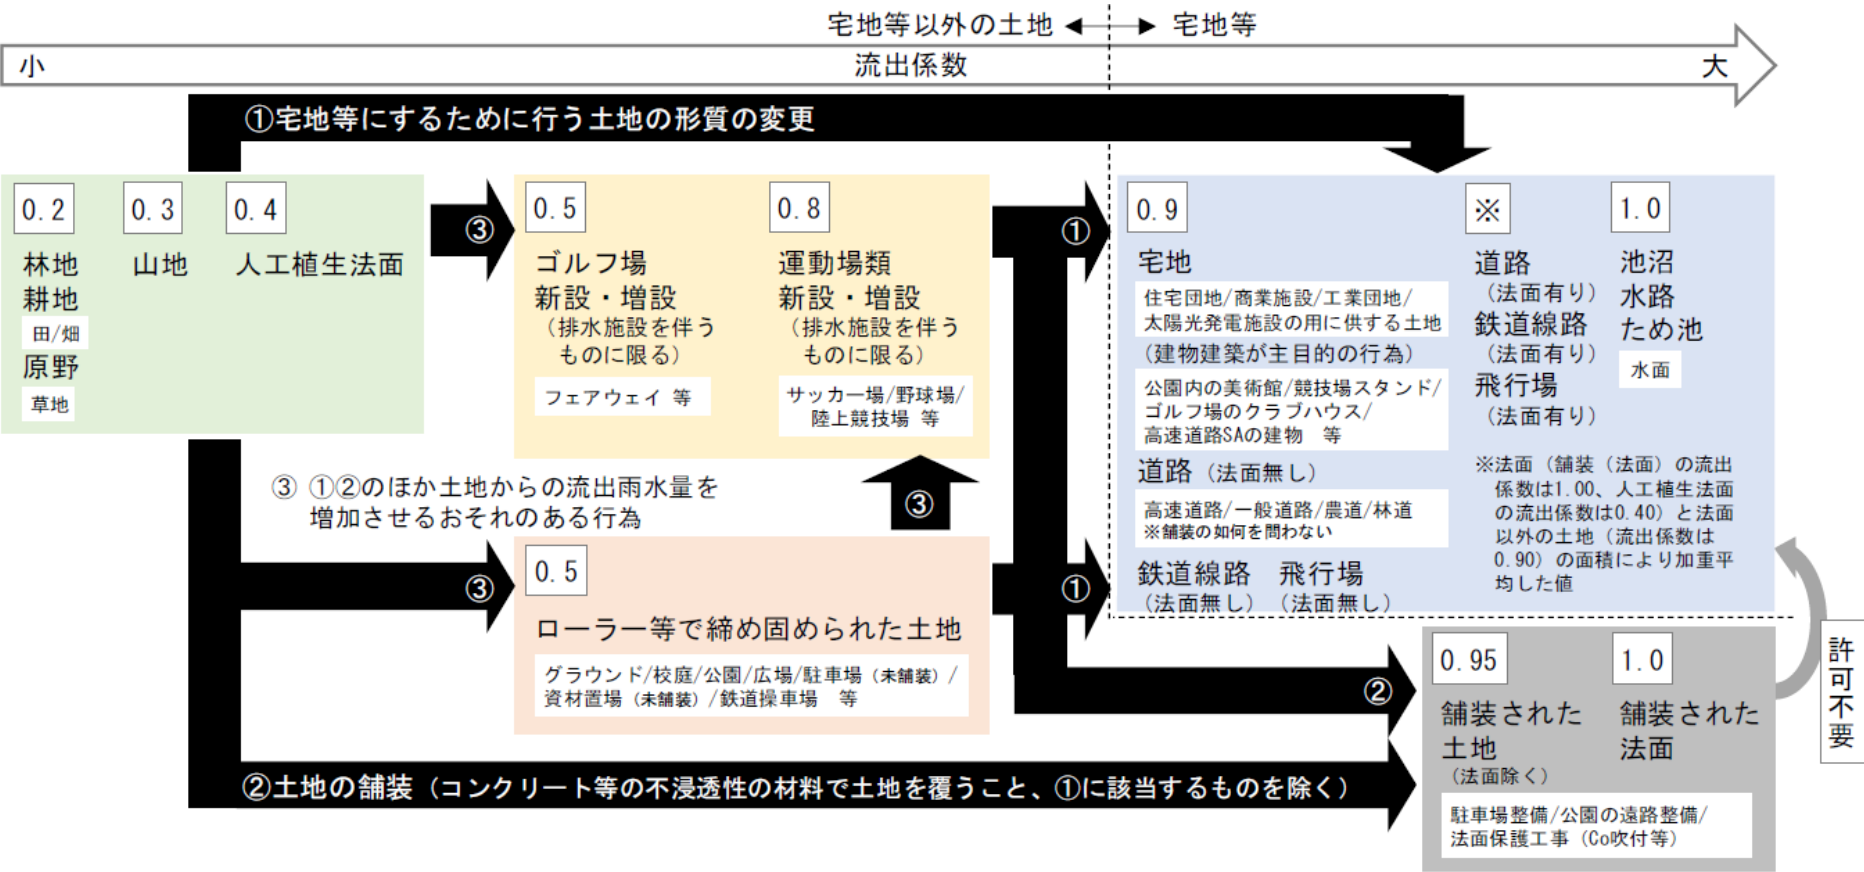 宅地等以外の土地
宅地等
小
流出係数
大
①宅地等にするために行う土地の形質の変更
0.2
林地
耕地
田/畑
原野
草地
0.3
山地
0.4
人工植生法面
③
0.5
ゴルフ場
新設・増設
（排水施設を伴う
ものに限る）
フェアウェイ 等
0.8
運動場類
新設・増設
（排水施設を伴う
ものに限る）
サッカー場/野球場/
陸上競技場 等
①
0.9
宅地
住宅団地/商業施設/工業団地/
太陽光発電施設の用に供する土地
（建物建築が主目的の行為）
公園内の美術館/競技場スタンド/
ゴルフ場のクラブハウス/
高速道路SAの建物 等
道路（法面無し）
高速道路/一般道路/農道/林道
※舗装の如何を問わない
鉄道線路 飛行場
（法面無し）（法面無し）
※
道路
（法面有り）
鉄道線路
（法面有り）
飛行場
（法面有り）
1.0
池沼
水路
ため池
水面
※法面（舗装（法面）の流出
係数は1.00、人工植生法面
の流出係数は0.40）と法面
以外の土地（流出係数は
0.90）の面積により加重平
均した値
③ ①②のほか土地からの流出雨水量を
増加させるおそれのある行為
③
③
0.5
ローラー等で締め固められた土地
グラウンド/校庭/公園/広場/駐車場（未舗装）/
資材置場（未舗装）/鉄道操車場 等
①
②
②土地の舗装（コンクリート等の不浸透性の材料で土地を覆うこと、①に該当するものを除く）
0.95
舗装された
土地
（法面除く）
1.0
舗装された
法面
駐車場整備/公園の遠路整備/
法面保護工事（Co吹付等）
許可不要